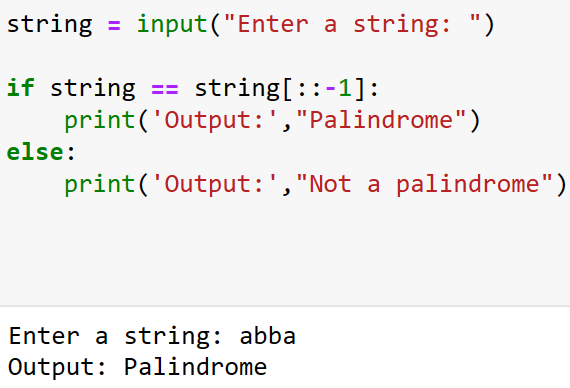 string = input("Enter a string: ")
if string == string[::-1]:
    print('Output:',"Palindrome")
else:
    print('Output:',"Not a palindrome")
Enter a string: abba
Output: Palindrome